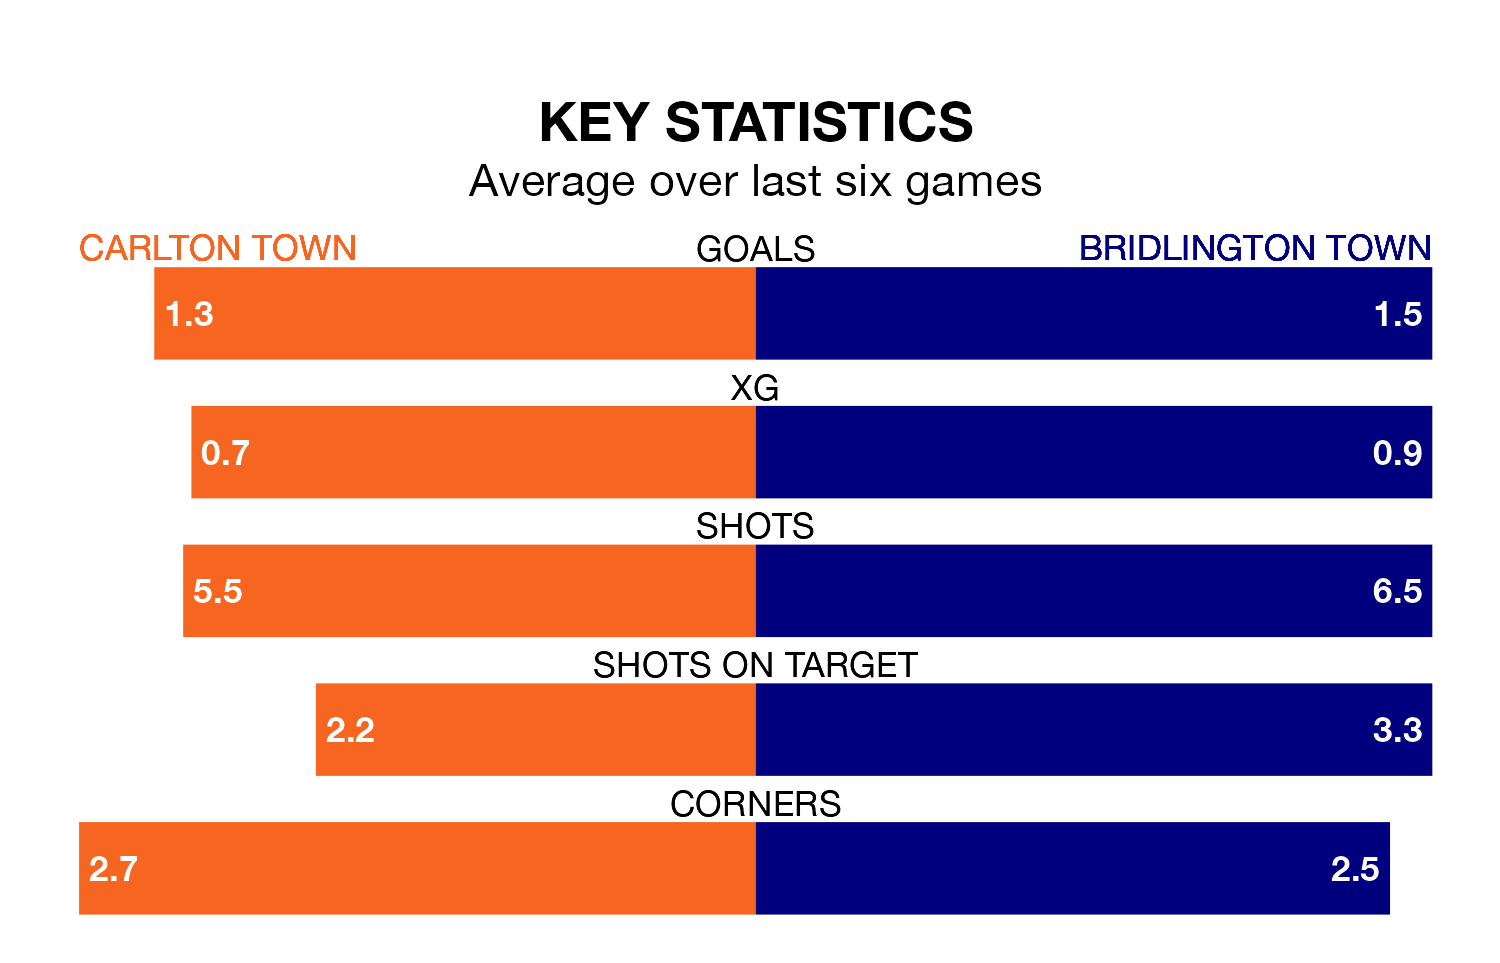 KEY STATISTICS
Average over last six games
CARLTON TOWN GOALS BRIDLINGTON TOWN
1.3 1.5
XG
0.7 0.9
SHOTS
5.5 6.5
SHOTS ON TARGET
2.2 3.3
CORNERS
2.7 2.5